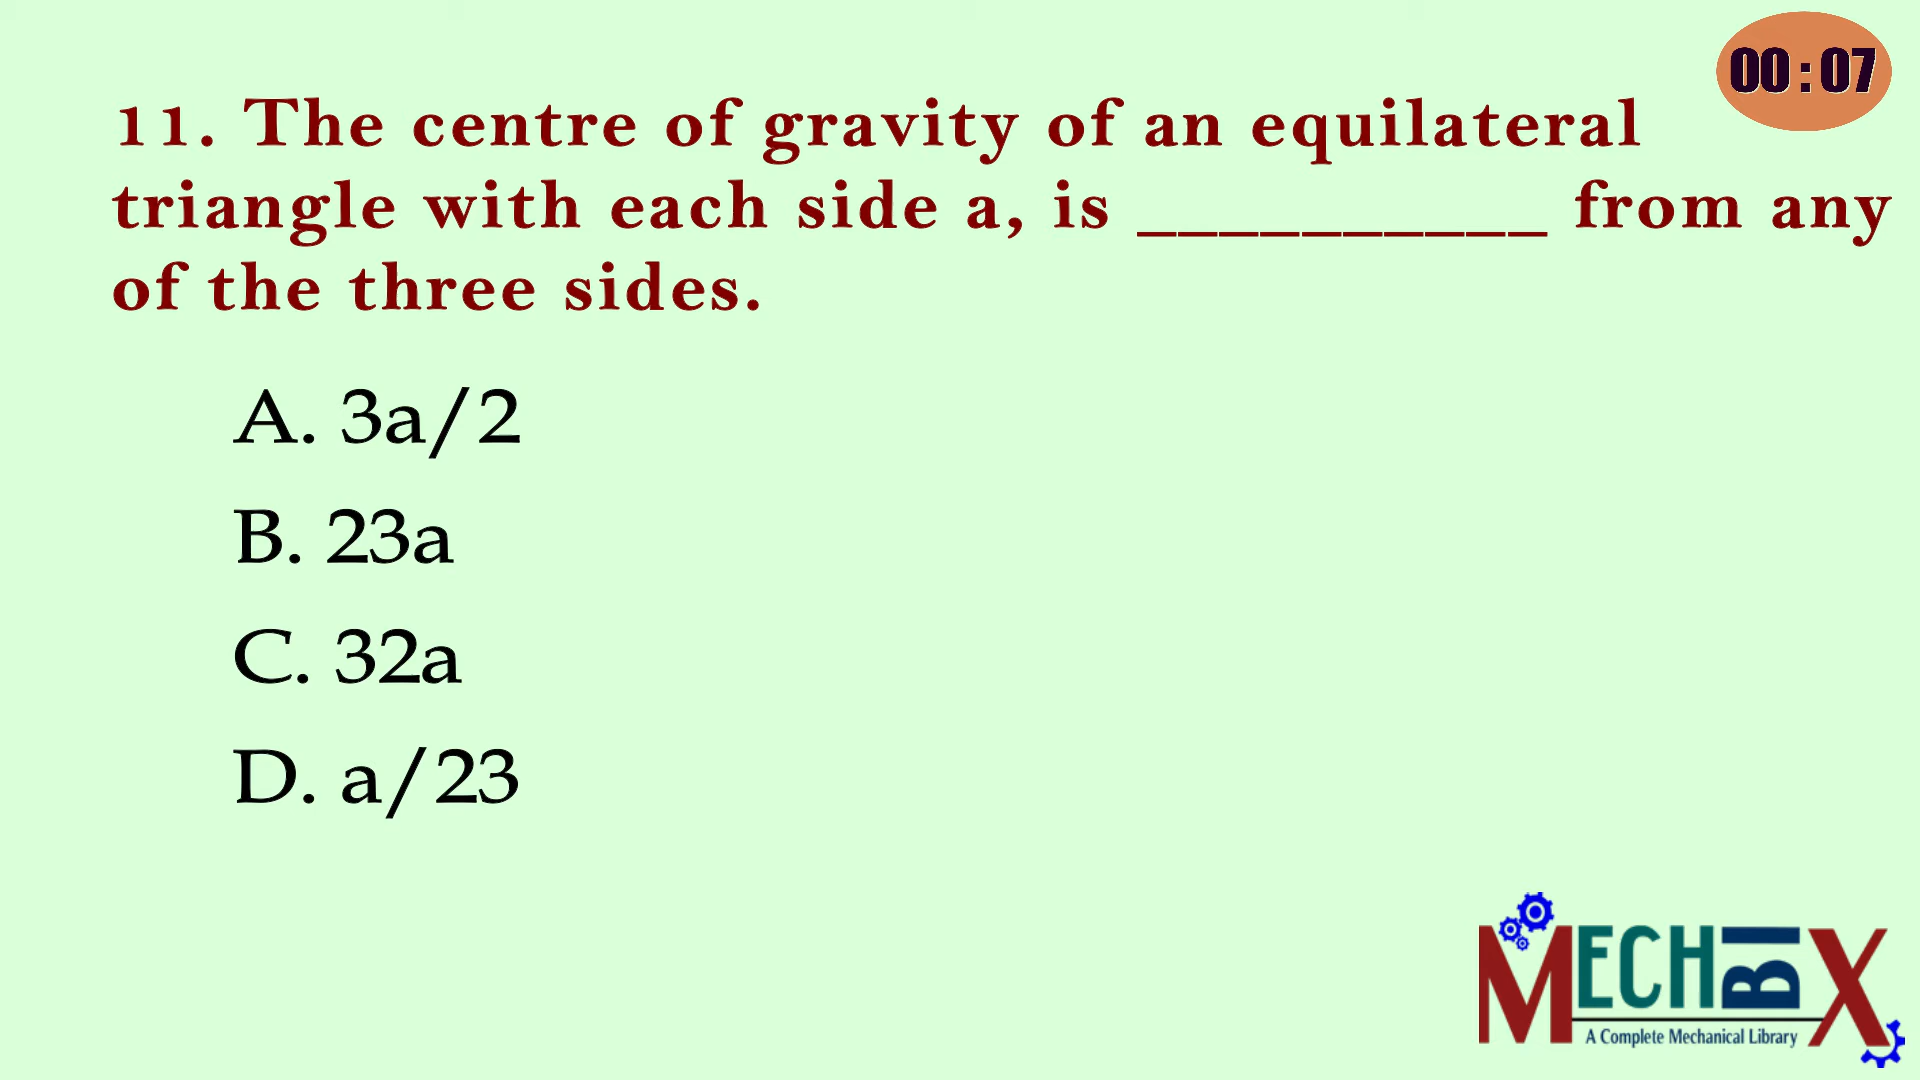 00:07
11. The centre of gravity of an equilateral
triangle with each side a, is __________ from any
of the three sides.
A. 3a/2
B. 23a
C. 32a
D. a/23
MECHBIX
A Complete Mechanical Library